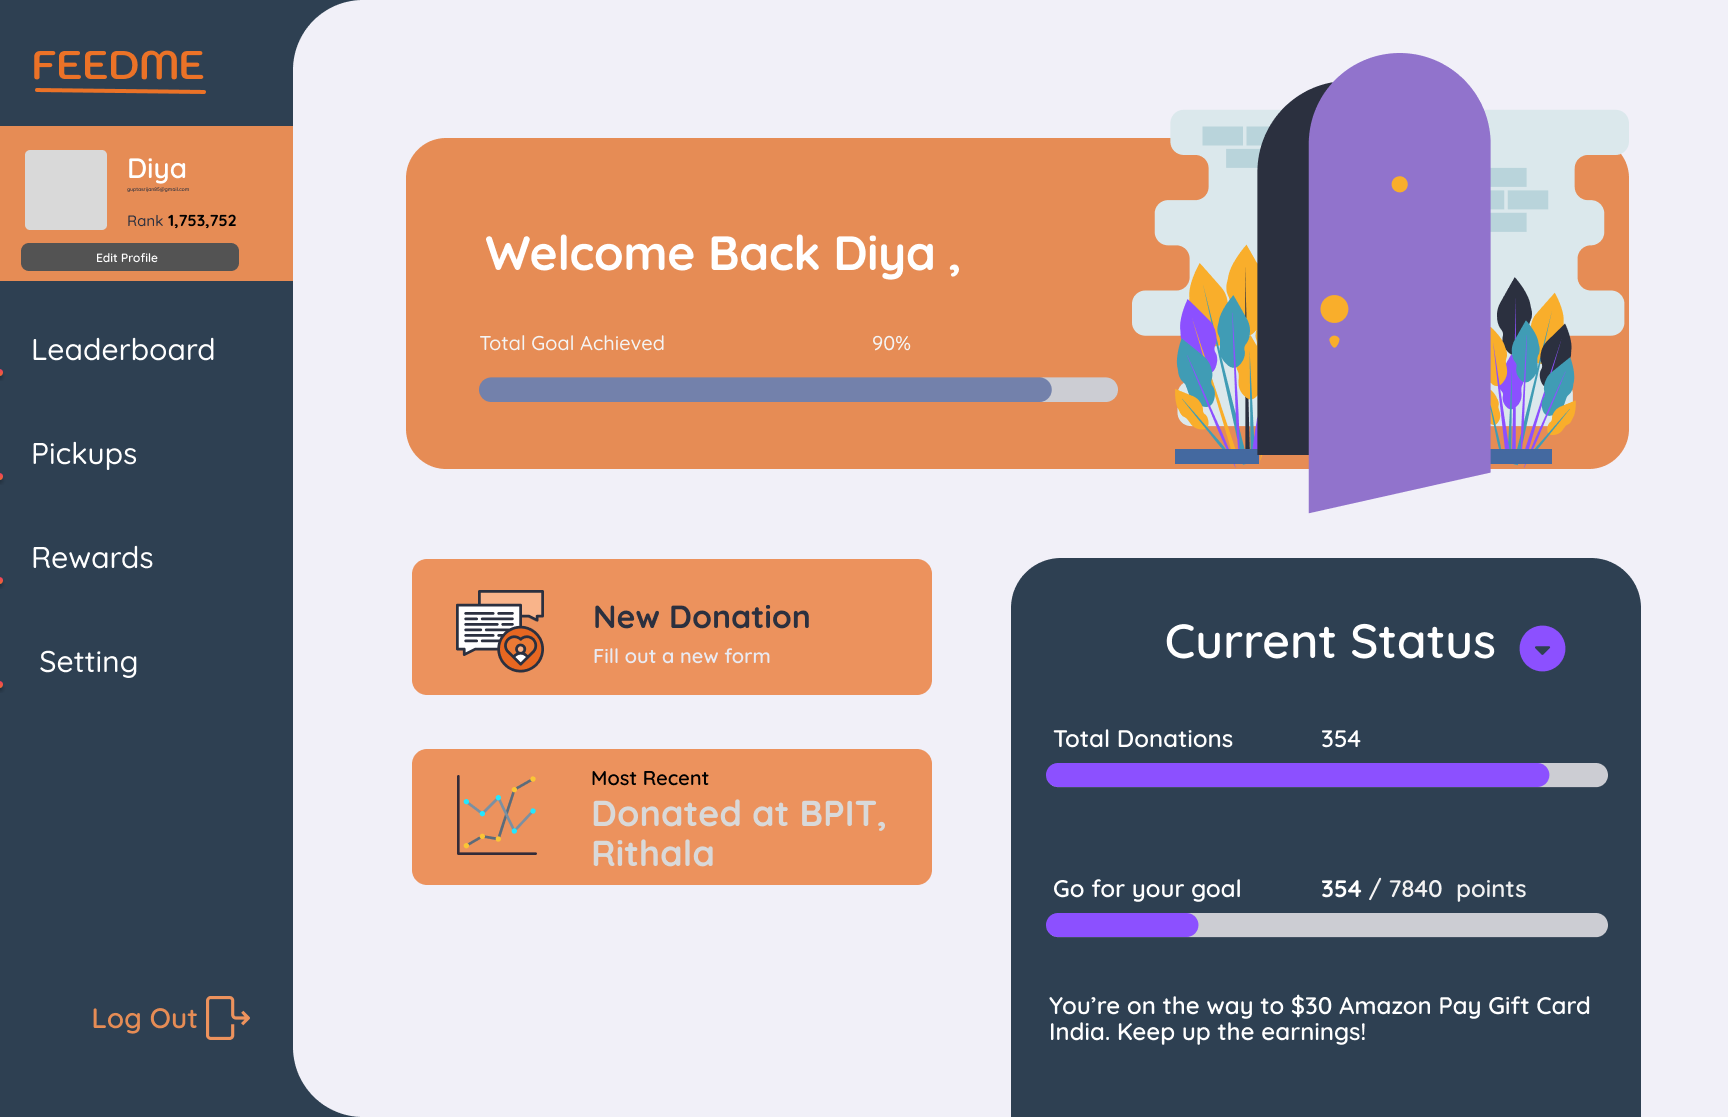 FEEDME
Diya
Rank 1,753,752
Edit Profile
Leaderboard
Pickups
Rewards
Setting
Log Out
Welcome Back Diya ,
Total Goal Achieved 90%
New Donation
Fill out a new form
Most Recent
Donated at BPIT,
Rithala
Current Status
Total Donations 354
Go for your goal 354 / 7840 points
You’re on the way to $30 Amazon Pay Gift Card
India. Keep up the earnings!